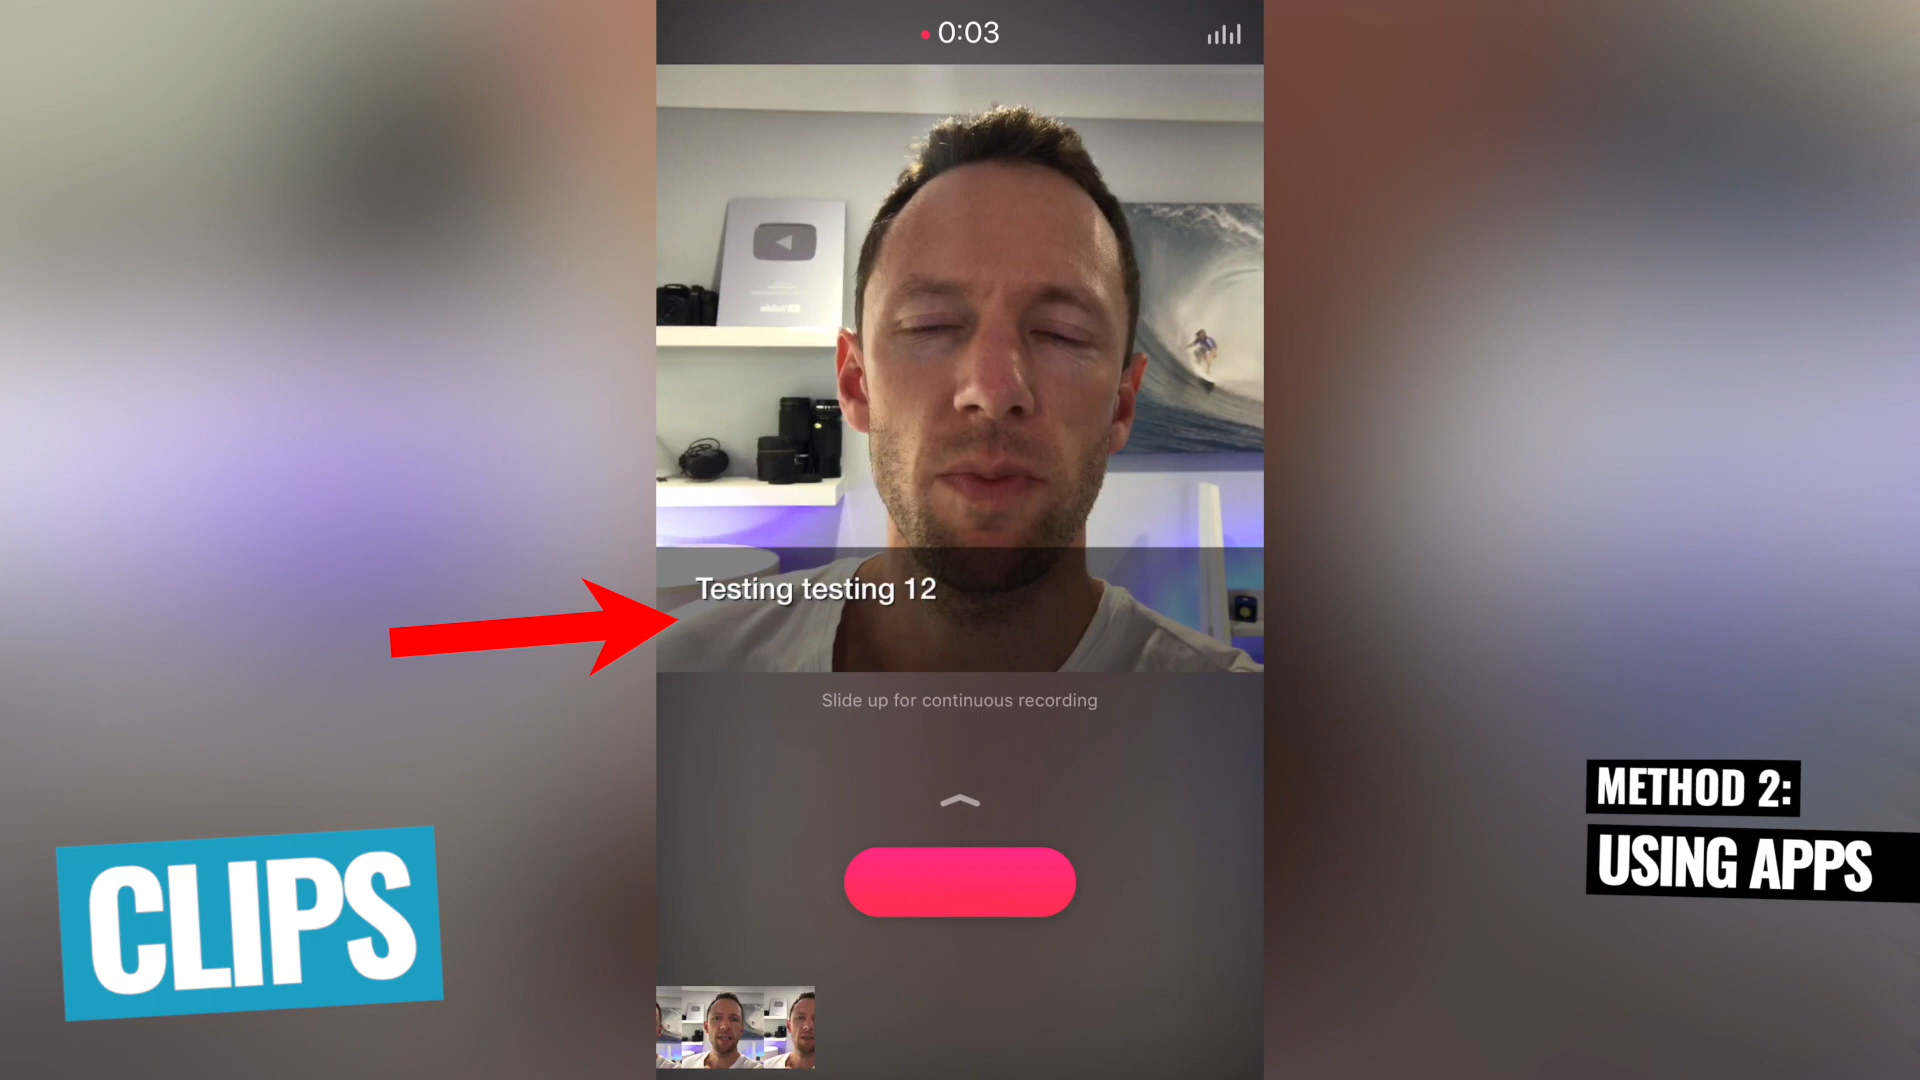 0:03
Testing testing 12
Slide up for continuous recording
METHOD 2:
USING APPS
CLIPS